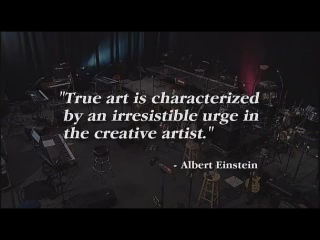 "True art is characterized
by an irresistible urge in
the creative artist."
- Albert Einstein